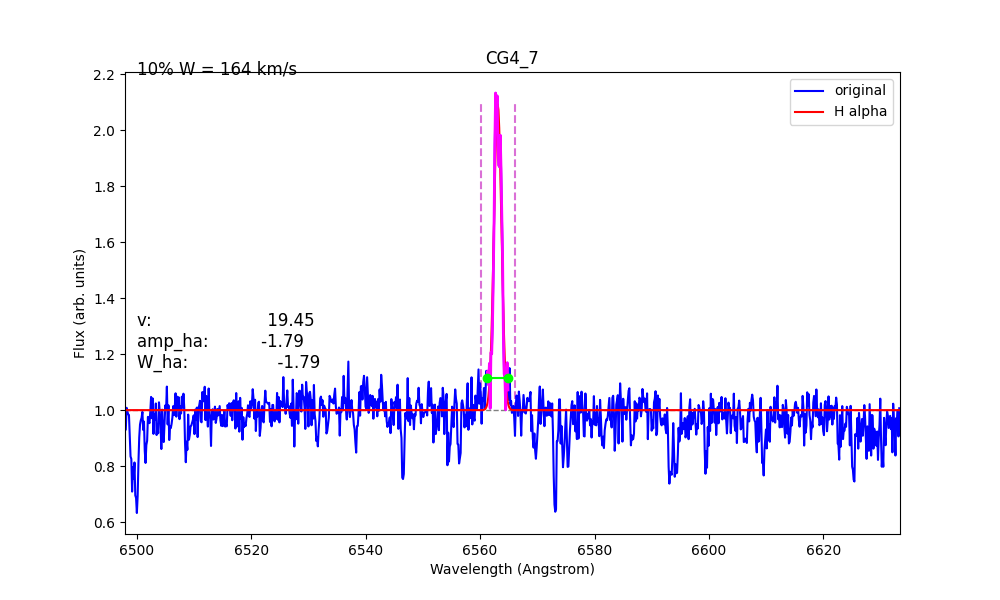 CG4_7
10% W = 164 km/s
original
H alpha
v: 19.45
amp_ha: -1.79
W_ha: -1.79
Flux (arb. units)
2.2
2.0
1.8
1.6
1.4
1.2
1.0
0.8
0.6
6500 6520 6540 6560 6580 6600 6620
Wavelength (Angstrom)